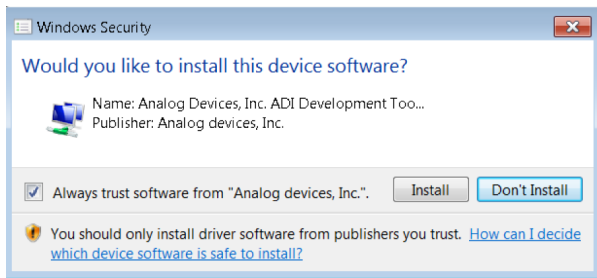 Windows Security
Would you like to install this device software?
Name: Analog Devices, Inc. ADI Development Too...
Publisher: Analog devices, Inc.
Always trust software from "Analog devices, Inc.".
Install
Don't Install
You should only install driver software from publishers you trust. How can I decide
which device software is safe to install?